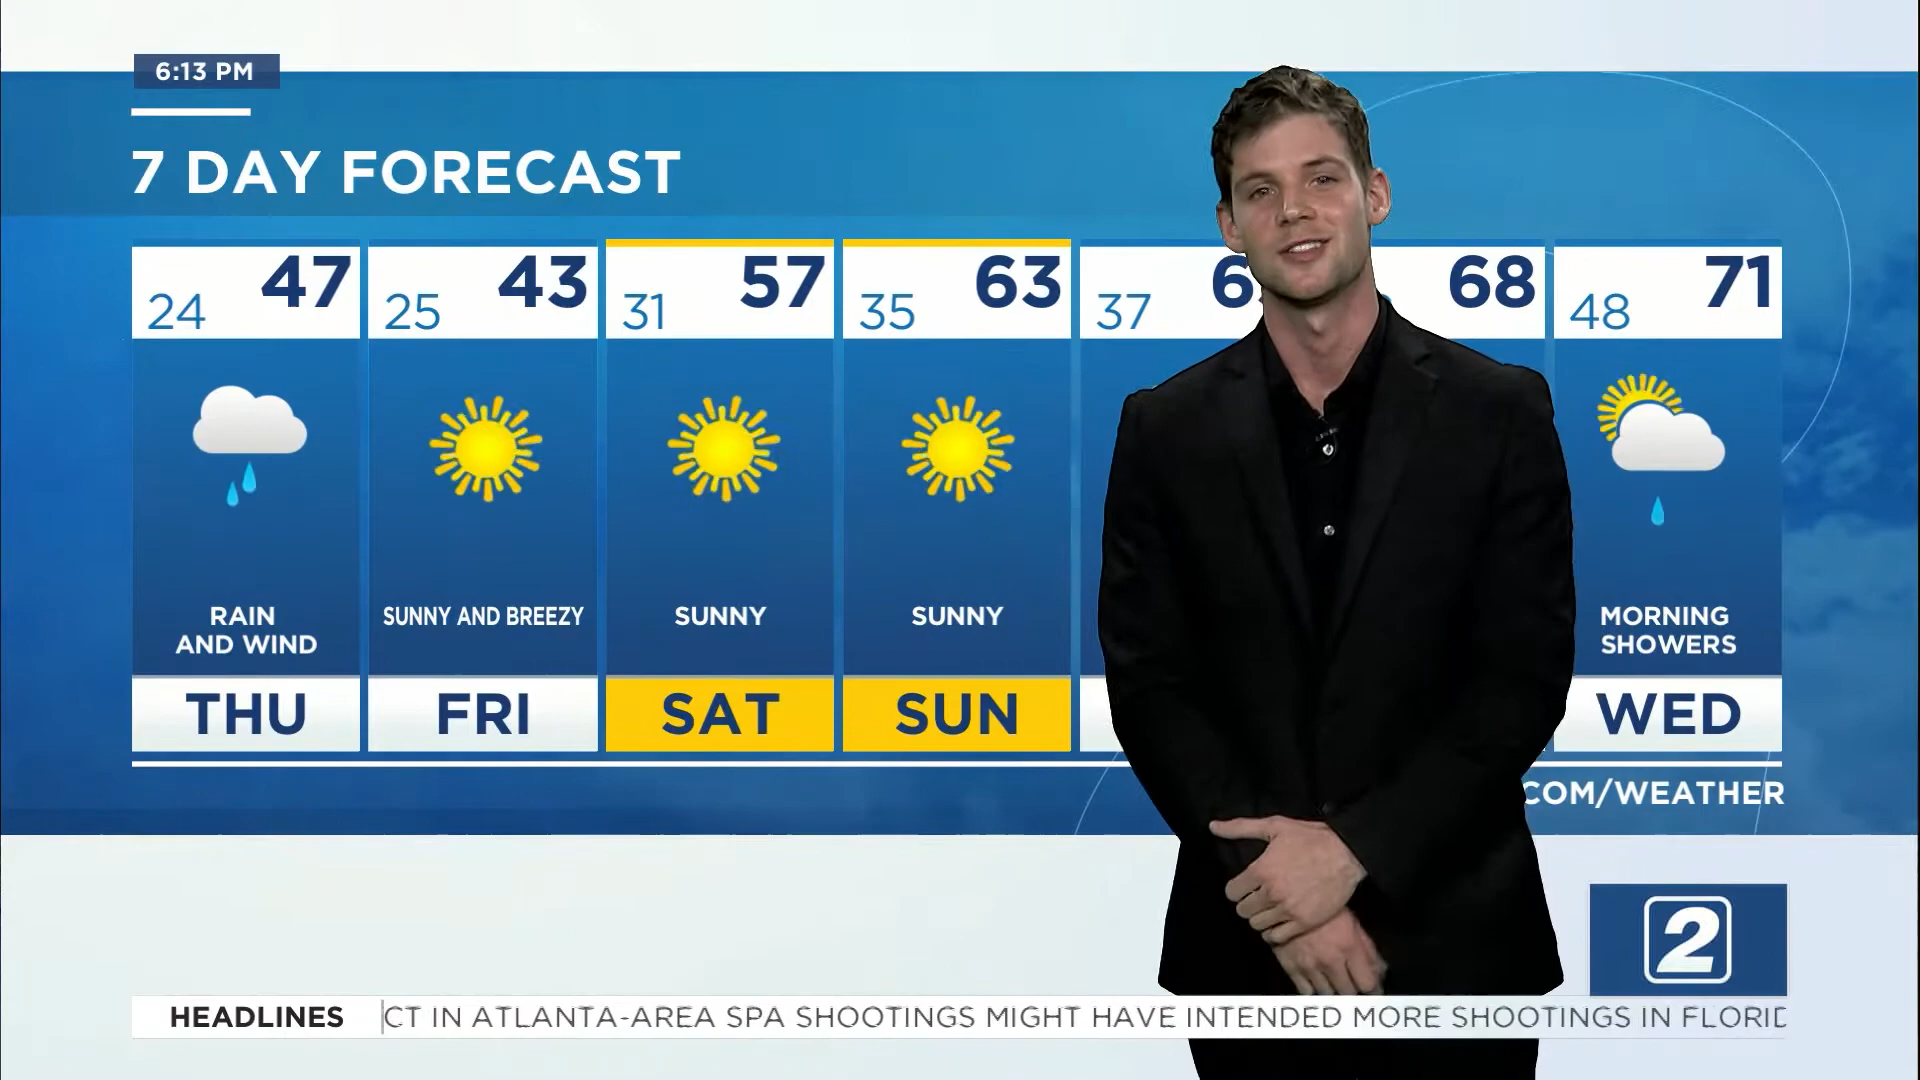 6:13 PM
7 DAY FORECAST
24 47
25 43
31 57
35 63
37
68
48 71
RAIN
AND WIND
SUNNY AND BREEZY
SUNNY
SUNNY
MORNING
SHOWERS
THU
FRI
SAT
SUN
WED
COM/WEATHER
2
HEADLINES
CT IN ATLANTA-AREA SPA SHOOTINGS MIGHT HAVE INTENDED MORE SHOOTINGS IN FLORID